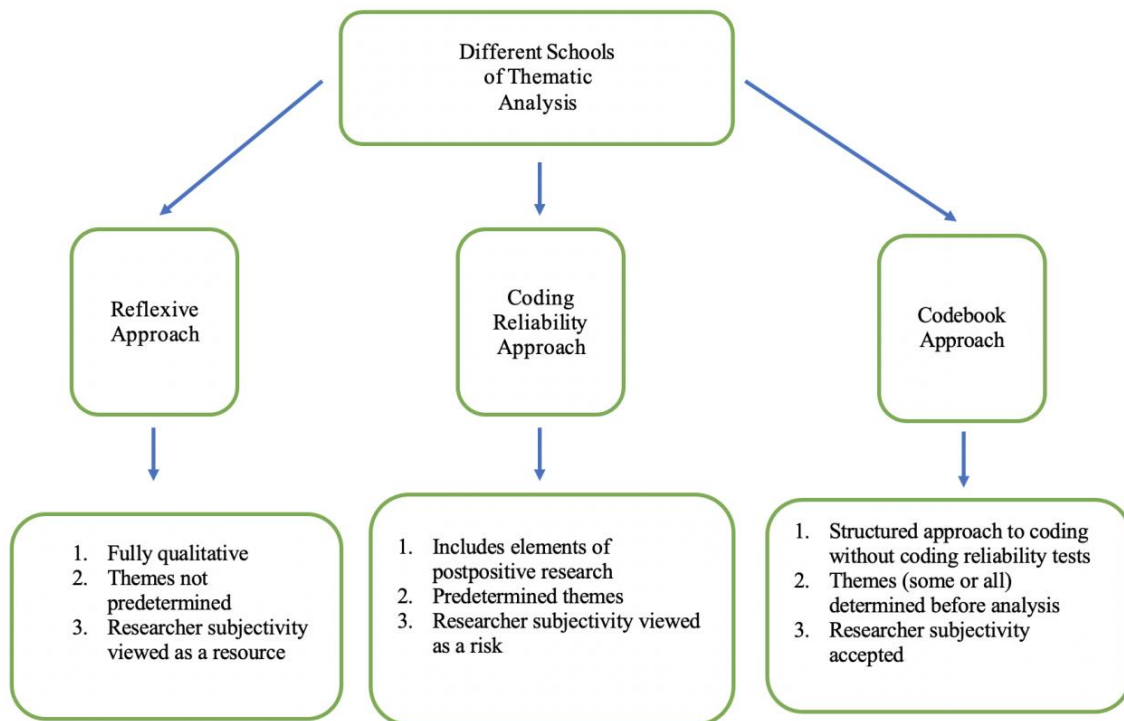 Different Schools
of Thematic
Analysis
Reflexive
Approach
Coding
Reliability
Approach
Codebook
Approach
1. Fully qualitative
2. Themes not
predetermined
3. Researcher subjectivity
viewed as a resource
1. Includes elements of
postpositive research
2. Predetermined themes
3. Researcher subjectivity viewed
as a risk
1. Structured approach to coding
without coding reliability tests
2. Themes (some or all)
determined before analysis
3. Researcher subjectivity
accepted